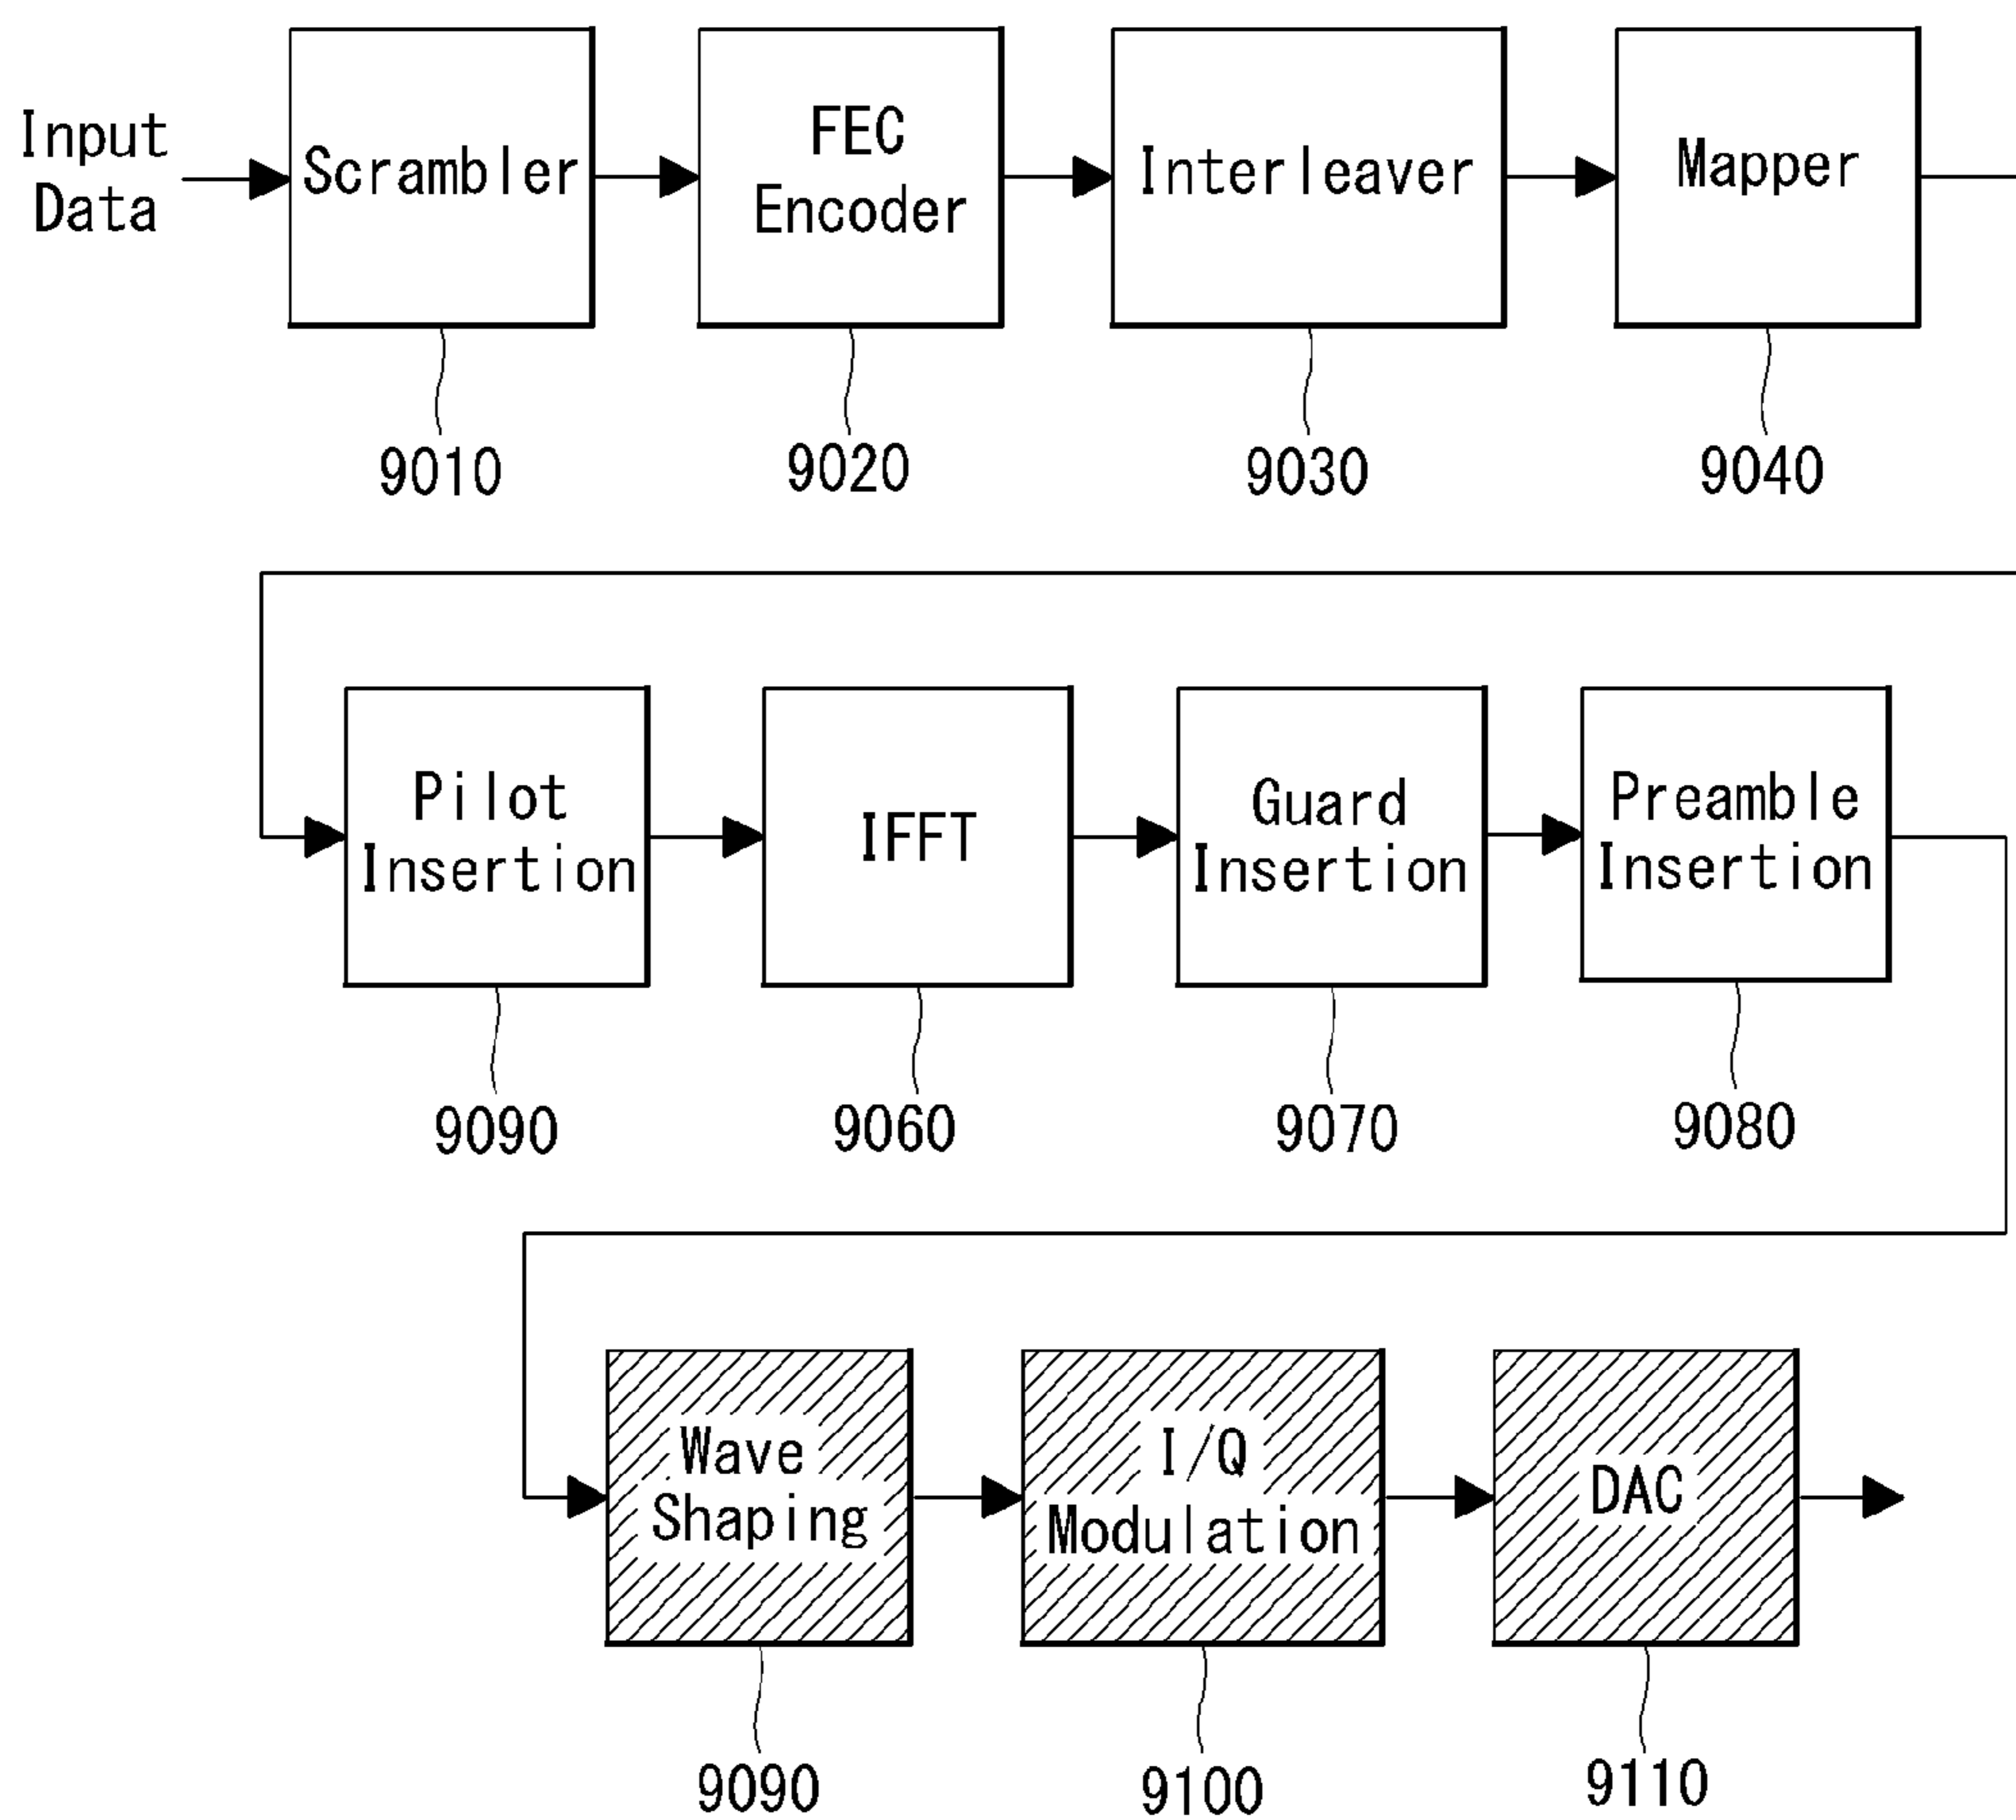 Input
Data
Scrambler
FEC
Encoder
Interleaver
Mapper
9010
9020
9030
9040
Pilot
Insertion
IFFT
Guard
Insertion
Preamble
Insertion
9090
9060
9070
9080
Wave
Shaping
I/Q
Modulation
DAC
9090
9100
9110